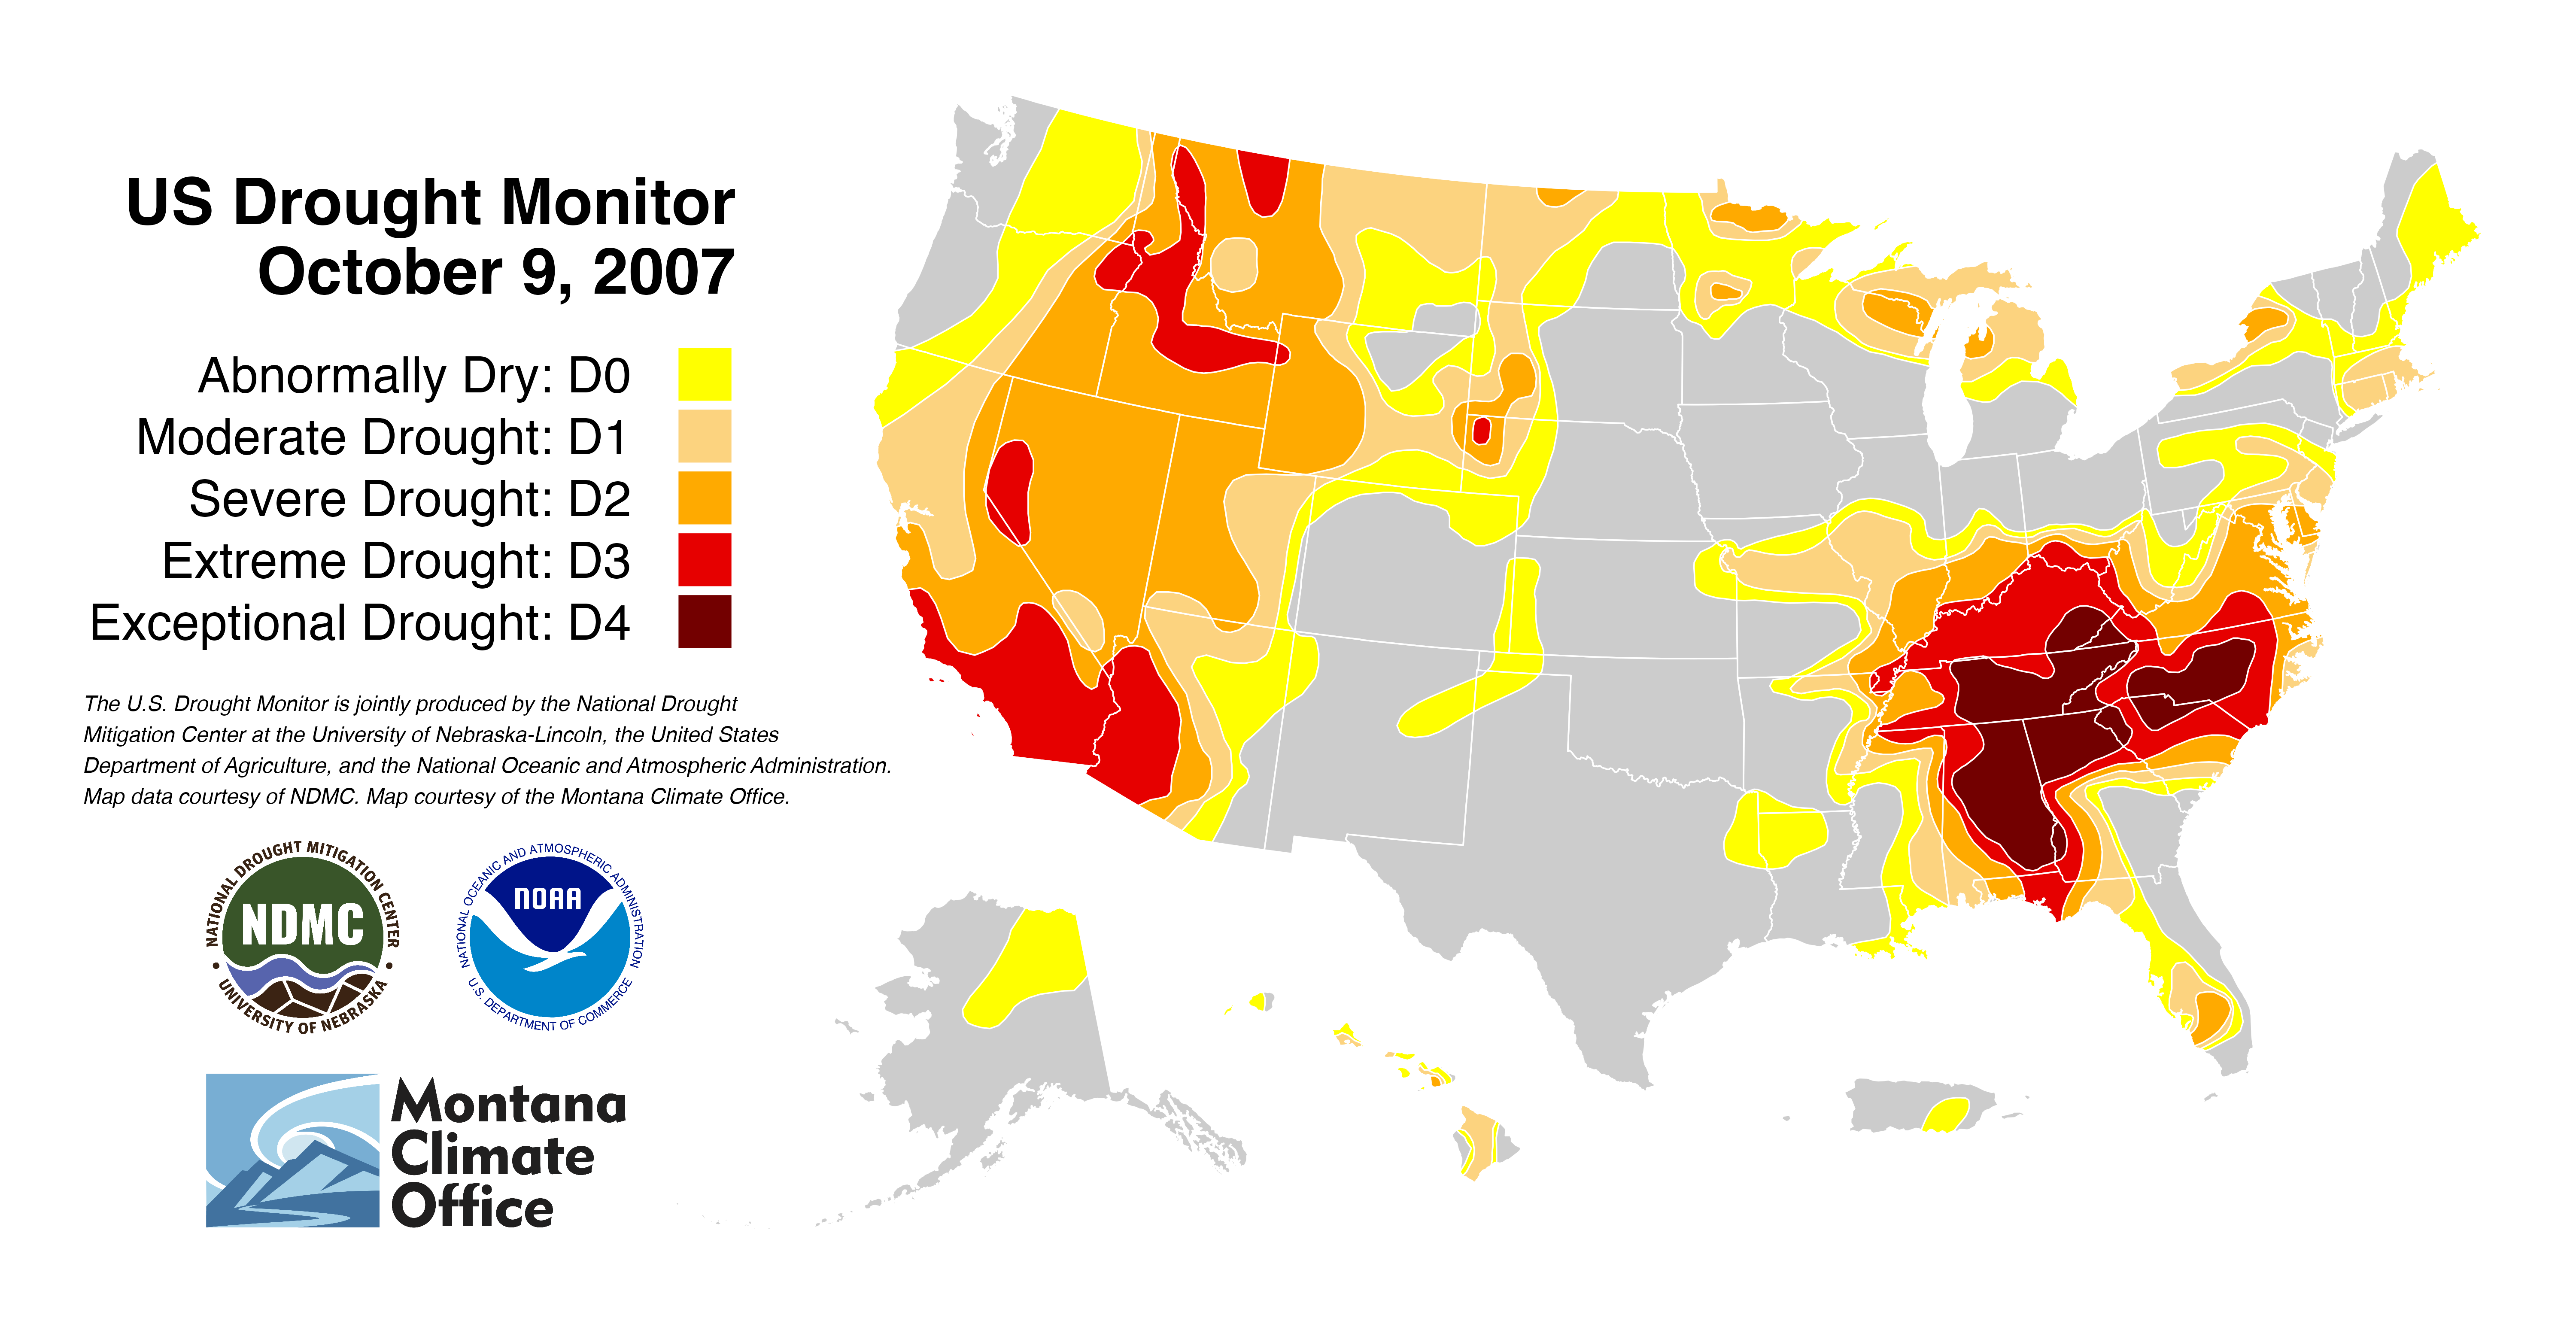 US Drought Monitor
October 9, 2007
Abnormally Dry: D0
Moderate Drought: D1
Severe Drought: D2
Extreme Drought: D3
Exceptional Drought: D4
The U.S. Drought Monitor is jointly produced by the National Drought
Mitigation Center at the University of Nebraska-Lincoln, the United States
Department of Agriculture, and the National Oceanic and Atmospheric Administration.
Map data courtesy of NDMC. Map courtesy of the Montana Climate Office.
NATIONAL DROUGHT MITIGATION CENTER
NDMC
• UNIVERSITY OF NEBRASKA •
NATIONAL OCEANIC AND ATMOSPHERIC ADMINISTRATION
NOAA
U.S. DEPARTMENT OF COMMERCE
Montana
Climate
Office